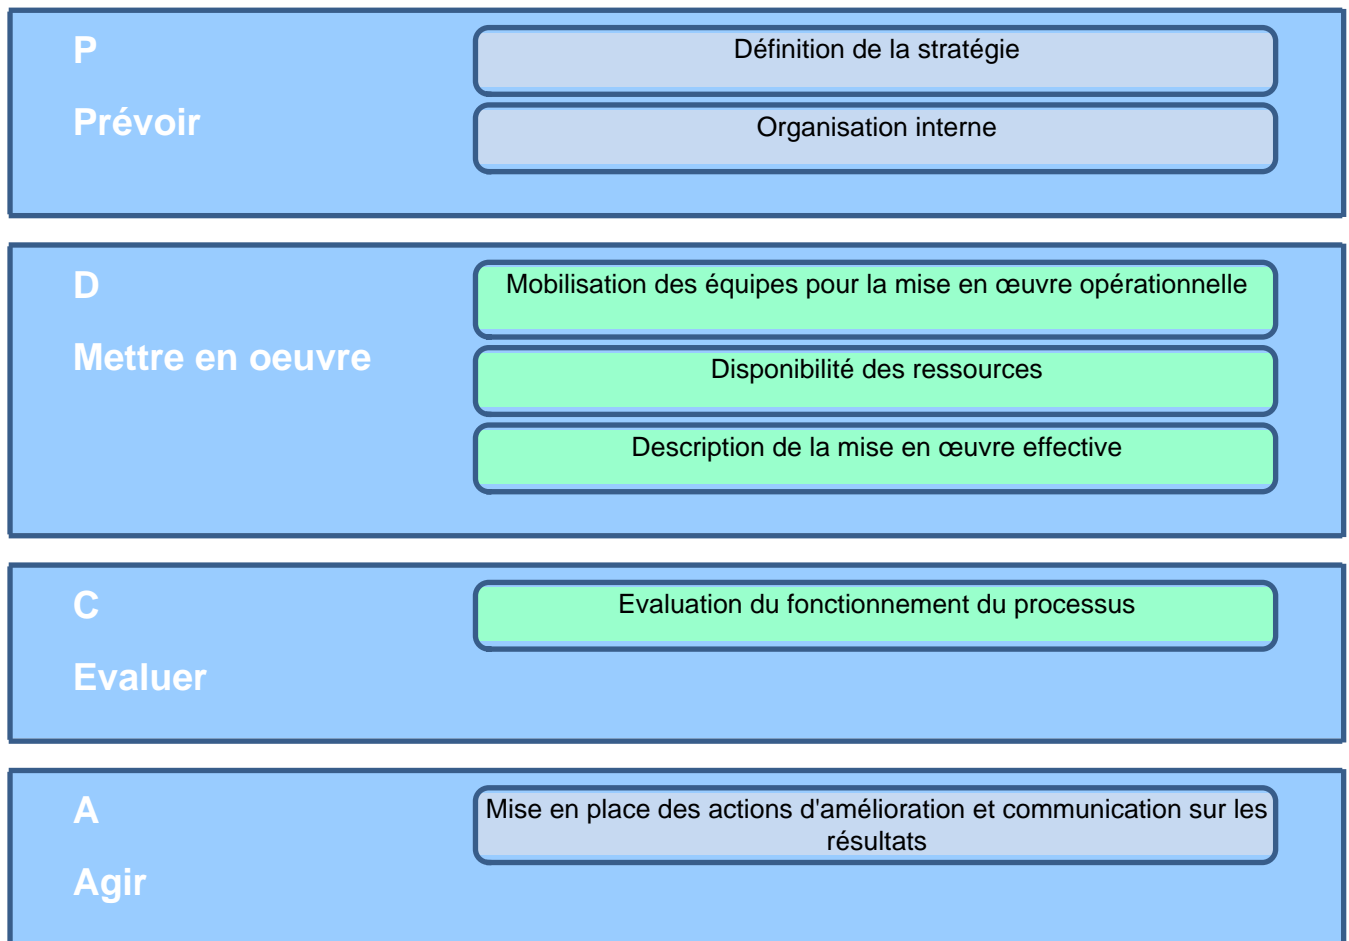 P
Prévoir
Définition de la stratégie
Organisation interne
D
Mettre en oeuvre
Mobilisation des équipes pour la mise en œuvre opérationnelle
Disponibilité des ressources
Description de la mise en œuvre effective
C
Evaluer
Evaluation du fonctionnement du processus
A
Agir
Mise en place des actions d'amélioration et communication sur les
résultats